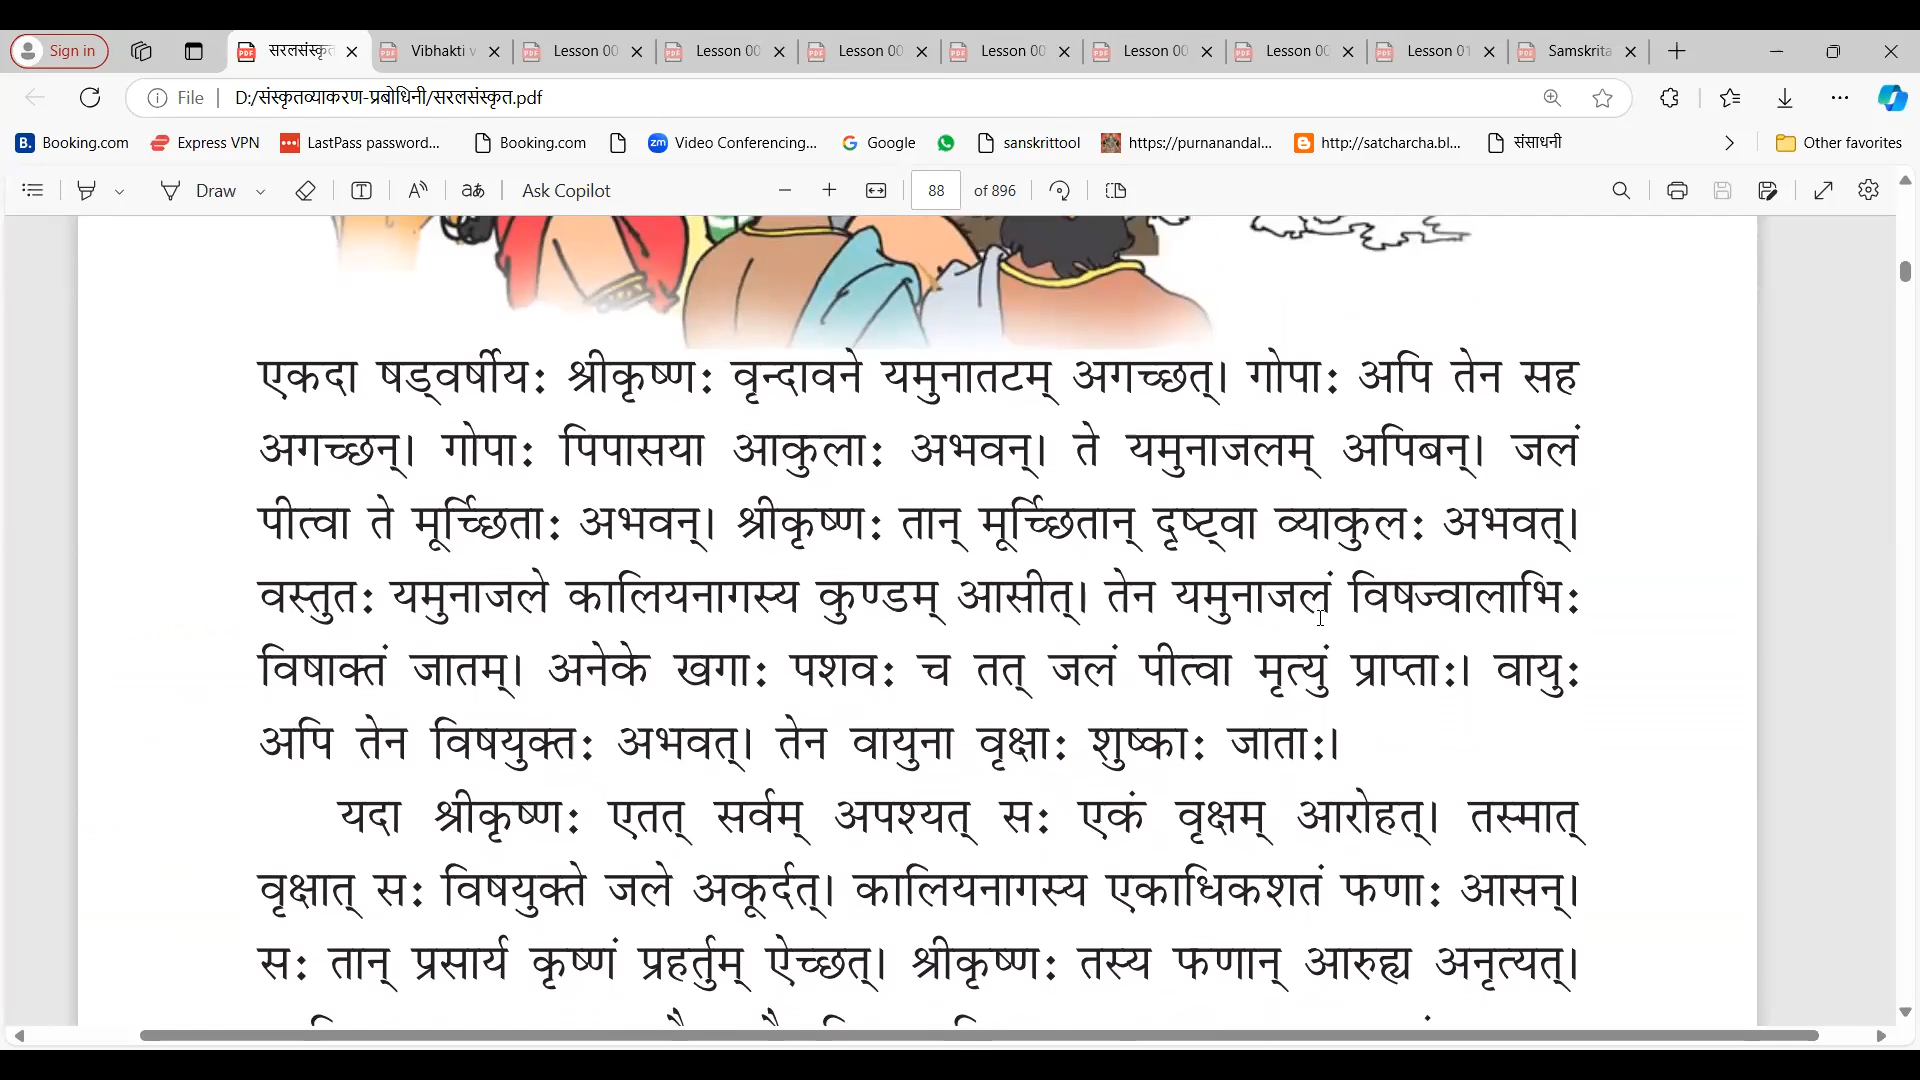 Sign in
सरलसंस्कृत
Vibhakti v
Lesson 00
Lesson 00
Lesson 00
Lesson 00
Lesson 00
Lesson 00
Lesson 01
Samskrita
File D:/संस्कृतव्याकरण-प्रबोधिनी/सरलसंस्कृत.pdf
B. Booking.com Express VPN LastPass password... Booking.com zm Video Conferencing... Google sanskrittool https://purnanandal... http://satcharcha.bl... संसाधनी Other favorites
Draw Ask Copilot 88 of 896
एकदा षड्वर्षीयः श्रीकृष्णः वृन्दावने यमुनातटम् अगच्छत्। गोपाः अपि तेन सह
अगच्छन्। गोपाः पिपासया आकुलाः अभवन्। ते यमुनाजलम् अपिबन्। जलं
पीत्वा ते मूर्च्छिताः अभवन्। श्रीकृष्णः तान् मूर्च्छितान् दृष्ट्वा व्याकुलः अभवत्।
वस्तुतः यमुनाजले कालियनागस्य कुण्डम् आसीत्। तेन यमुनाजलं विषज्वालाभिः
विषाक्तं जातम्। अनेके खगाः पशवः च तत् जलं पीत्वा मृत्युं प्राप्ताः। वायुः
अपि तेन विषयुक्तः अभवत्। तेन वायुना वृक्षाः शुष्काः जाताः।
यदा श्रीकृष्णः एतत् सर्वम् अपश्यत् सः एकं वृक्षम् आरोहत्। तस्मात्
वृक्षात् सः विषयुक्ते जले अकूर्दत्। कालियनागस्य एकाधिकशतं फणाः आसन्।
सः तान् प्रसार्य कृष्णं प्रहर्तुम् ऐच्छत्। श्रीकृष्णः तस्य फणान् आरुह्य अनृत्यत्।